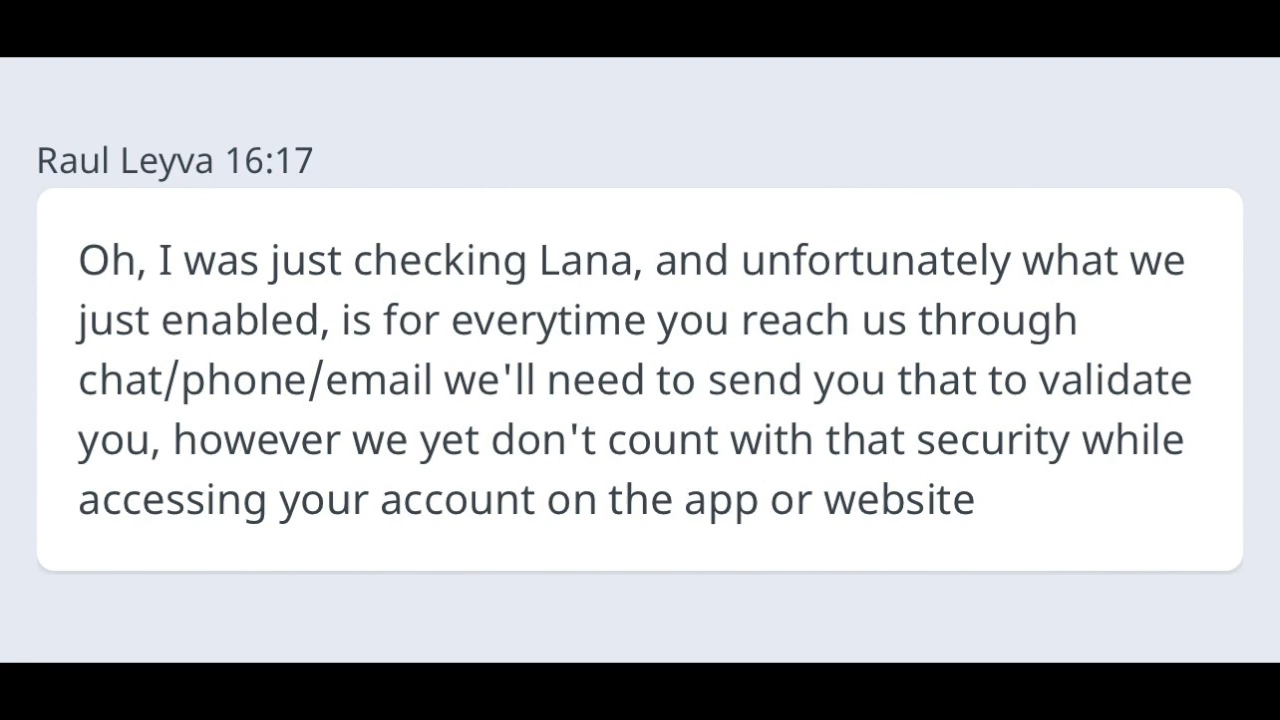 Raul Leyva 16:17
Oh, I was just checking Lana, and unfortunately what we
just enabled, is for everytime you reach us through
chat/phone/email we'll need to send you that to validate
you, however we yet don't count with that security while
accessing your account on the app or website